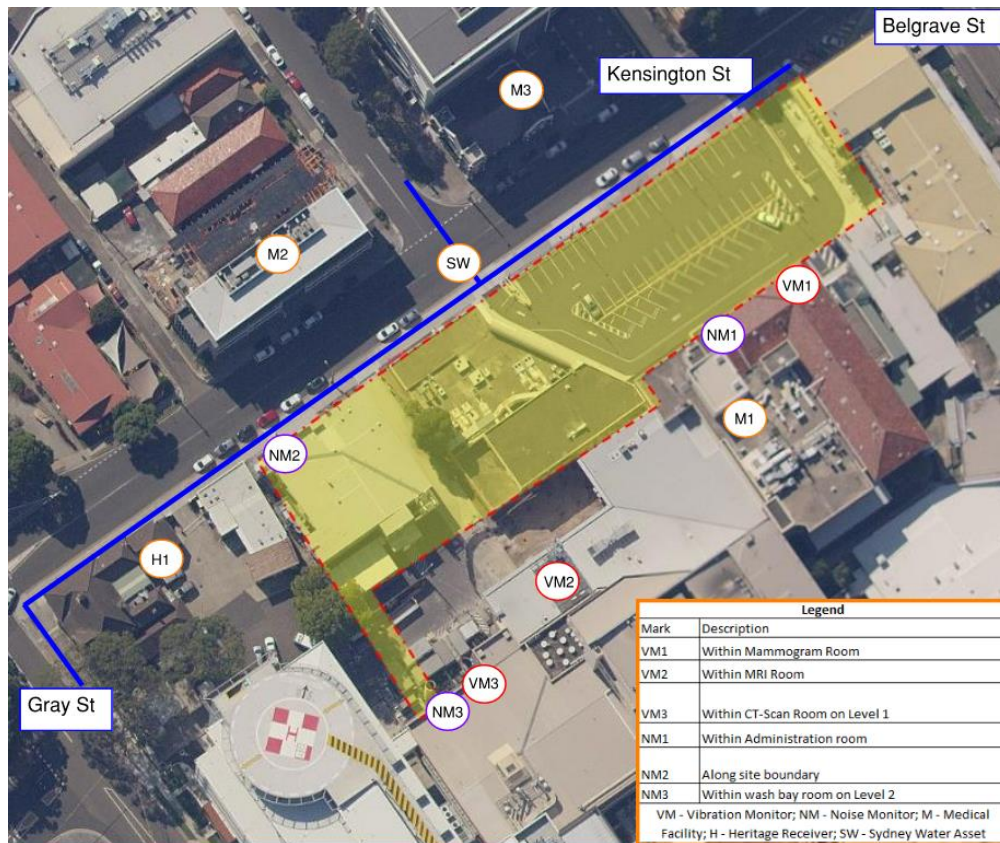 Belgrave St
Kensington St
M3
M2
SW
VM1
NM1
M1
NM2
H1
VM2
VM3
NM3
Gray St
H
Legend
Mark Description
VM1 Within Mammogram Room
VM2 Within MRI Room
VM3 Within CT-Scan Room on Level 1
NM1 Within Administration room
NM2 Along site boundary
NM3 Within wash bay room on Level 2
VM - Vibration Monitor; NM - Noise Monitor; M - Medical
Facility; H - Heritage Receiver; SW - Sydney Water Asset